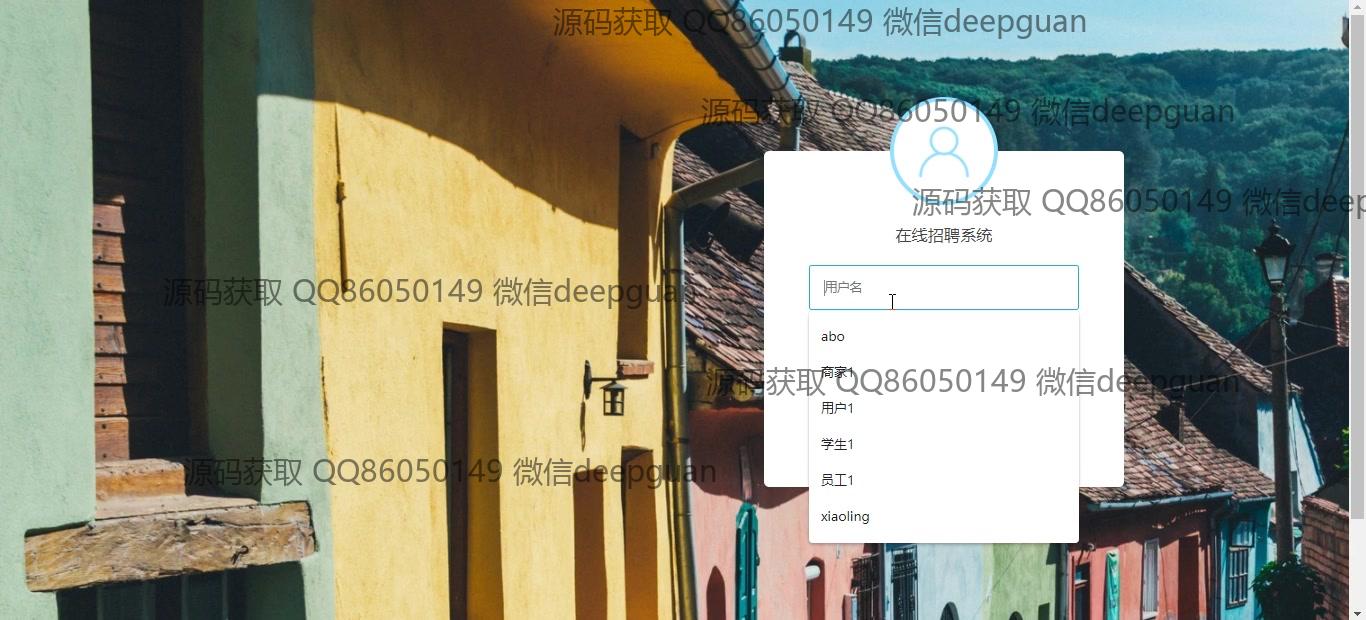 源码获取 QQ86050149 微信deepguan
源码获取 QQ86050149 微信deepguan
源码获取 QQ86050149 微信deep
在线招聘系统
用户名
源码获取 QQ86050149 微信deepguan
abo
商家1
源码获取 QQ86050149 微信deepguan
用户1
学生1
源码获取 QQ86050149 微信deepguan
员工1
xiaoling